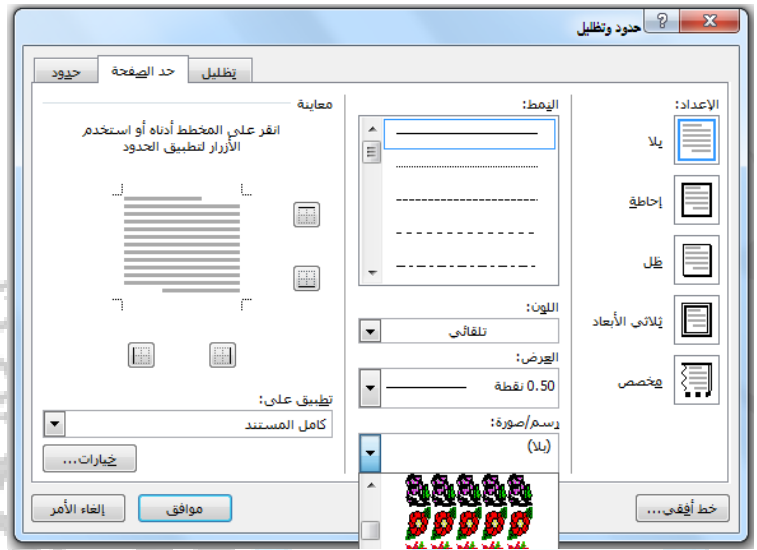 حدود وتظليل
حدود
حد الصفحة
تظليل
الإعداد:
بلا
إحاطة
ظل
ثلاثي الأبعاد
مخصص
النمط:
اللون:
تلقائي
العرض:
0.50 نقطة
رسم/صورة:
(بلا)
معاينة
انقر على المخطط أدناه أو استخدم
الأزرار لتطبيق الحدود
تطبيق على:
كامل المستند
خيارات...
خط أفقي...
موافق
إلغاء الأمر